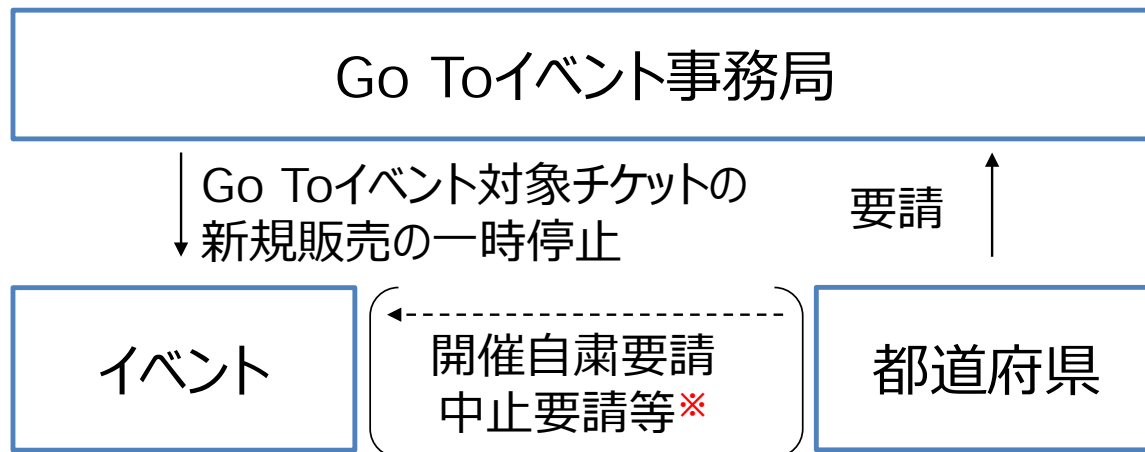 Go Toイベント事務局
Go Toイベント対象チケットの
新規販売の一時停止
要請
イベント
開催自粛要請
中止要請等※
都道府県